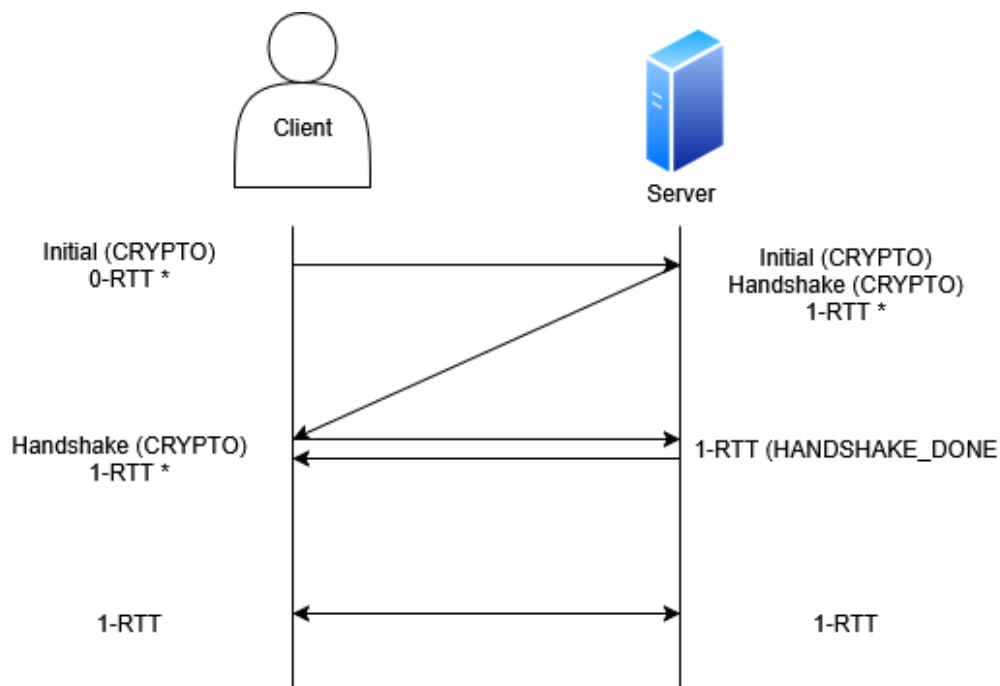 Client
Server
Initial (CRYPTO)
0-RTT *
Initial (CRYPTO)
Handshake (CRYPTO)
1-RTT *
Handshake (CRYPTO)
1-RTT *
1-RTT (HANDSHAKE_DONE
1-RTT
1-RTT